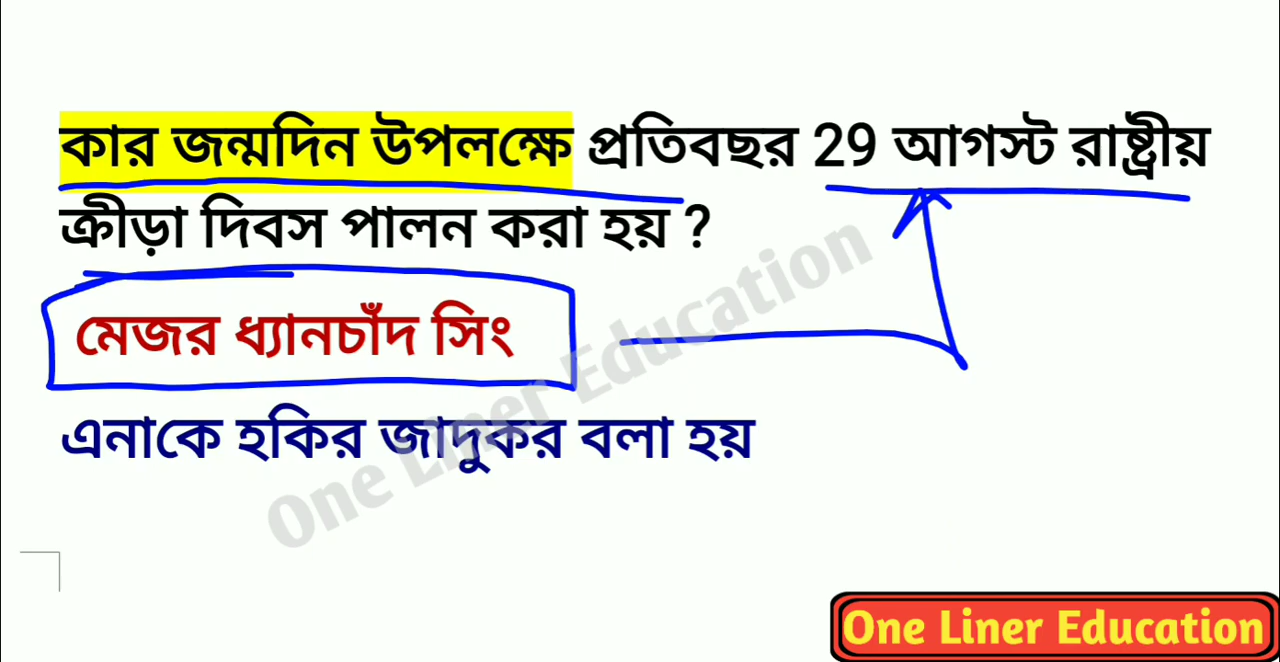 কার জন্মদিন উপলক্ষে প্রতিবছর 29 আগস্ট রাষ্ট্রীয়
ক্রীড়া দিবস পালন করা হয় ?
মেজর ধ্যানচাঁদ সিং
এনাকে হকির জাদুকর বলা হয়
One Liner Education
One Liner Education